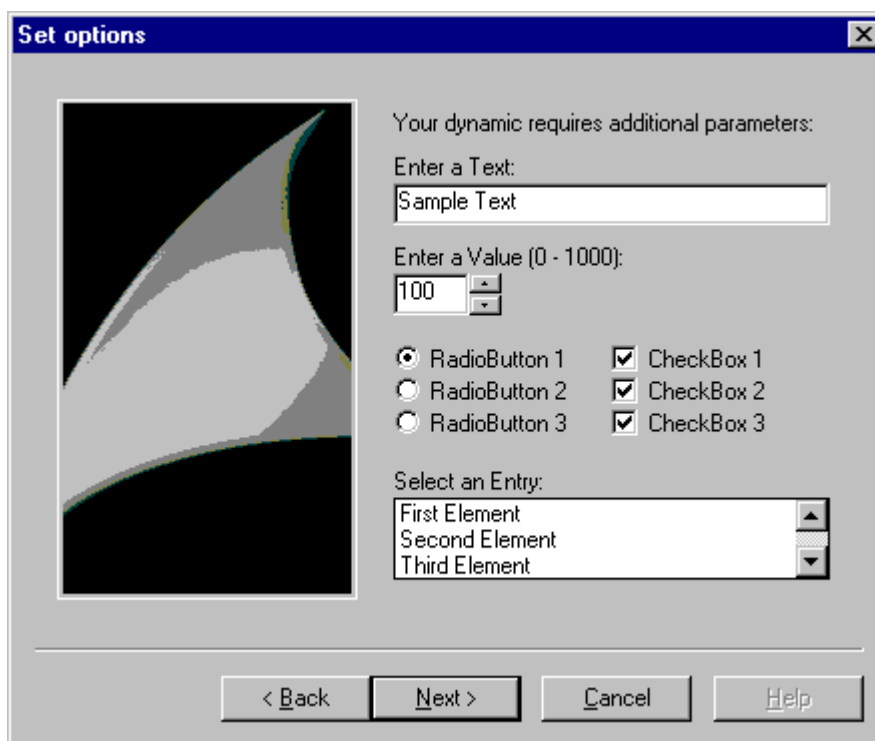 Set options
Your dynamic requires additional parameters:
Enter a Text:
Sample Text
Enter a Value (0 - 1000):
100
RadioButton 1 CheckBox 1
RadioButton 2 CheckBox 2
RadioButton 3 CheckBox 3
Select an Entry:
First Element
Second Element
Third Element
< Back Next > Cancel Help